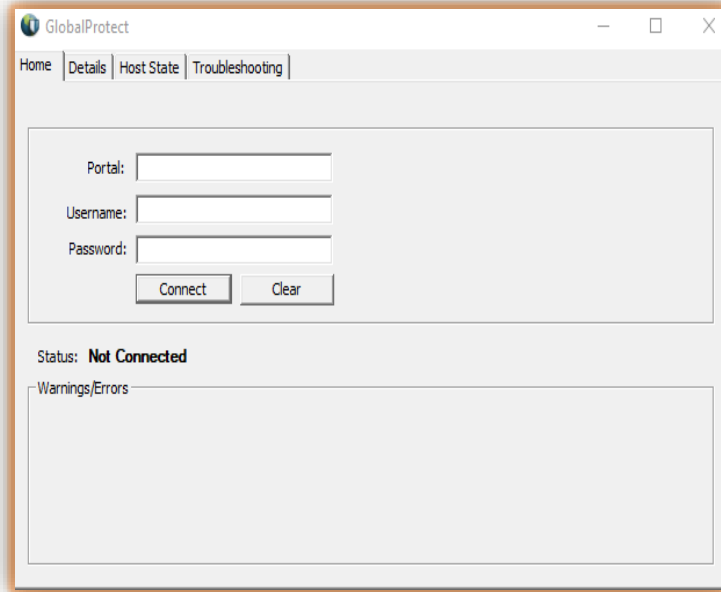 GlobalProtect
Home Details Host State Troubleshooting
Portal:
Username:
Password:
Connect Clear
Status: Not Connected
Warnings/Errors